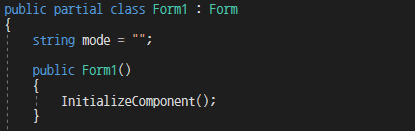 public partial class Form1 : Form
{
    string mode = "";

    public Form1()
    {
        InitializeComponent();
    }